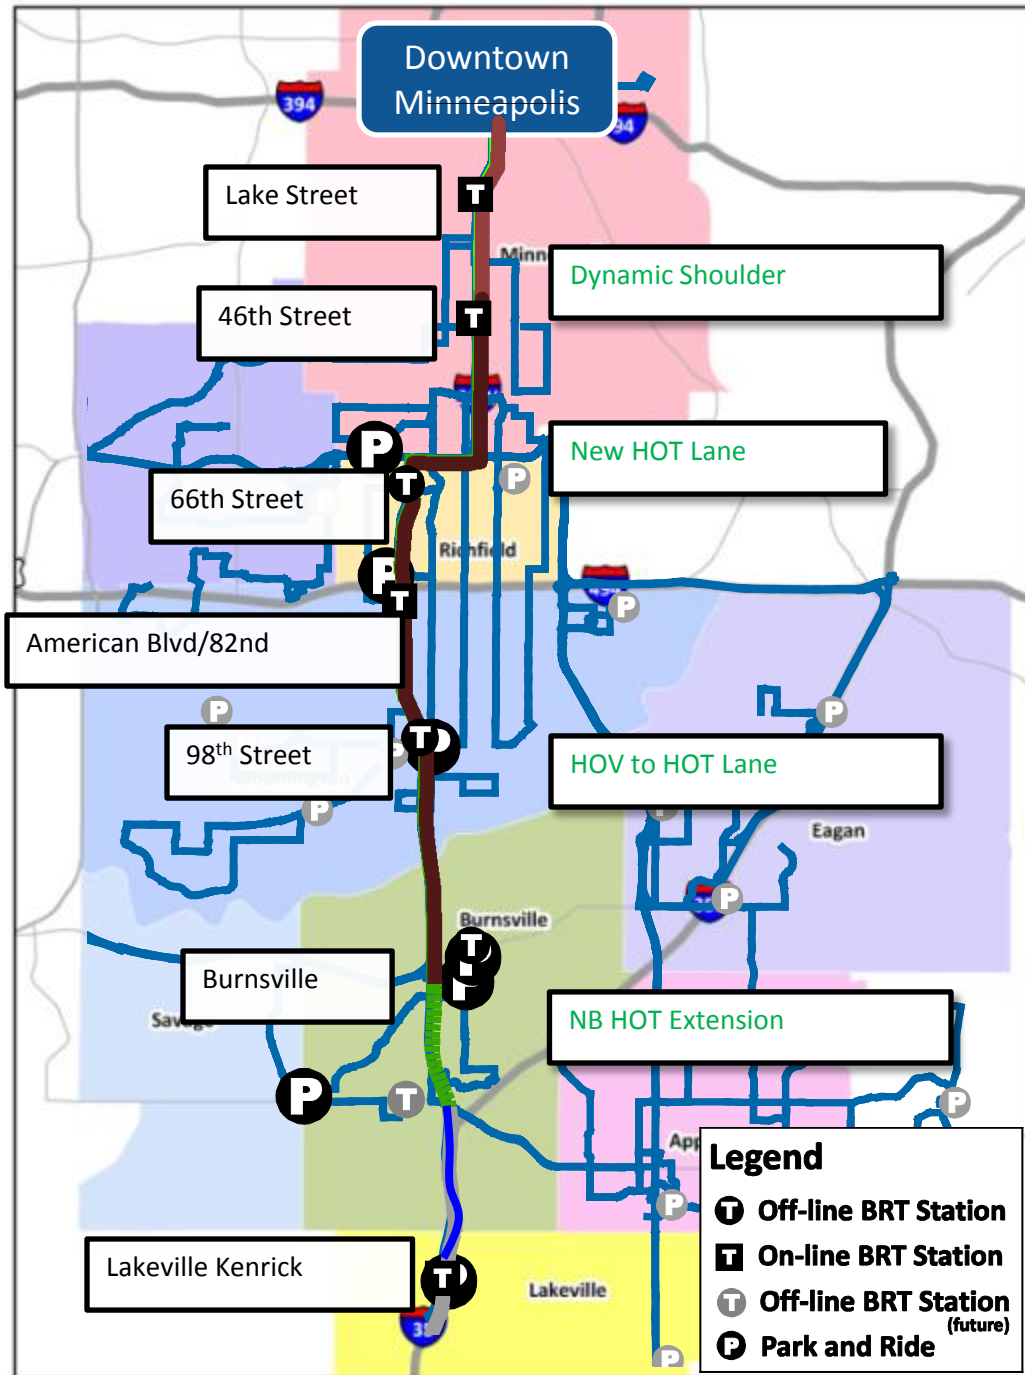 Downtown
Minneapolis
394
94
Lake Street
T
Minn
Dynamic Shoulder
46th Street
T
P
New HOT Lane
66th Street
T
P
Richfield
P
T
P
American Blvd/82nd
P
P
98th Street
T
P
HOV to HOT Lane
P
P
Eagan
P
Burnsville
T
Burnsville
NB HOT Extension
P
T
P
App
P
Legend
T Off-line BRT Station
T On-line BRT Station
T Off-line BRT Station
(future)
P Park and Ride
Lakeville Kenrick
T
Lakeville
P